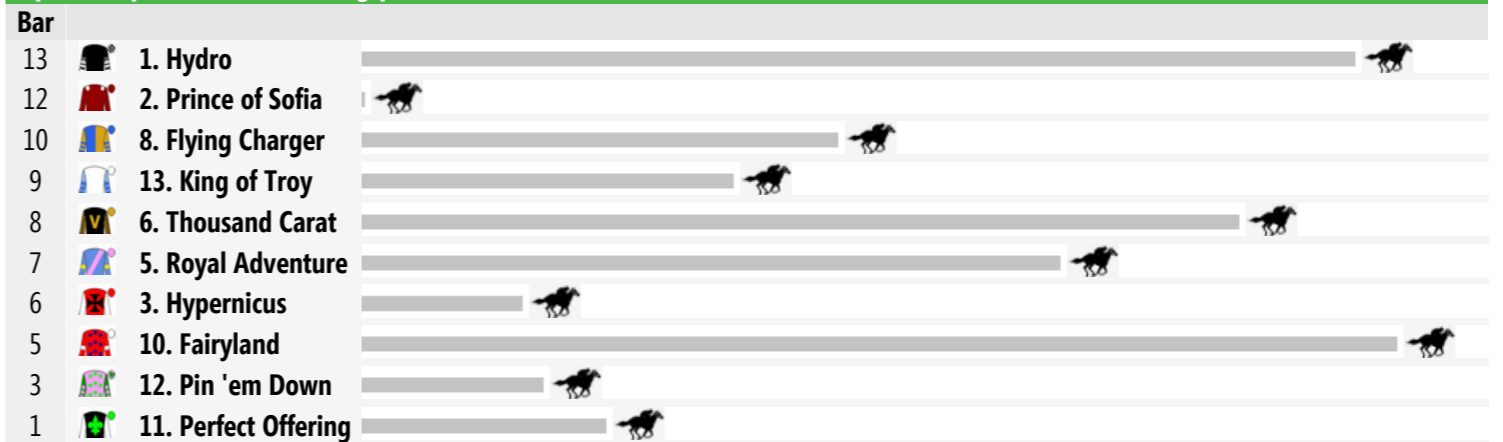 Bar
13 1. Hydro
12 2. Prince of Sofia
10 8. Flying Charger
9 13. King of Troy
8 V 6. Thousand Carat
7 5. Royal Adventure
6 3. Hypernicus
5 10. Fairyland
3 12. Pin 'em Down
1 11. Perfect Offering